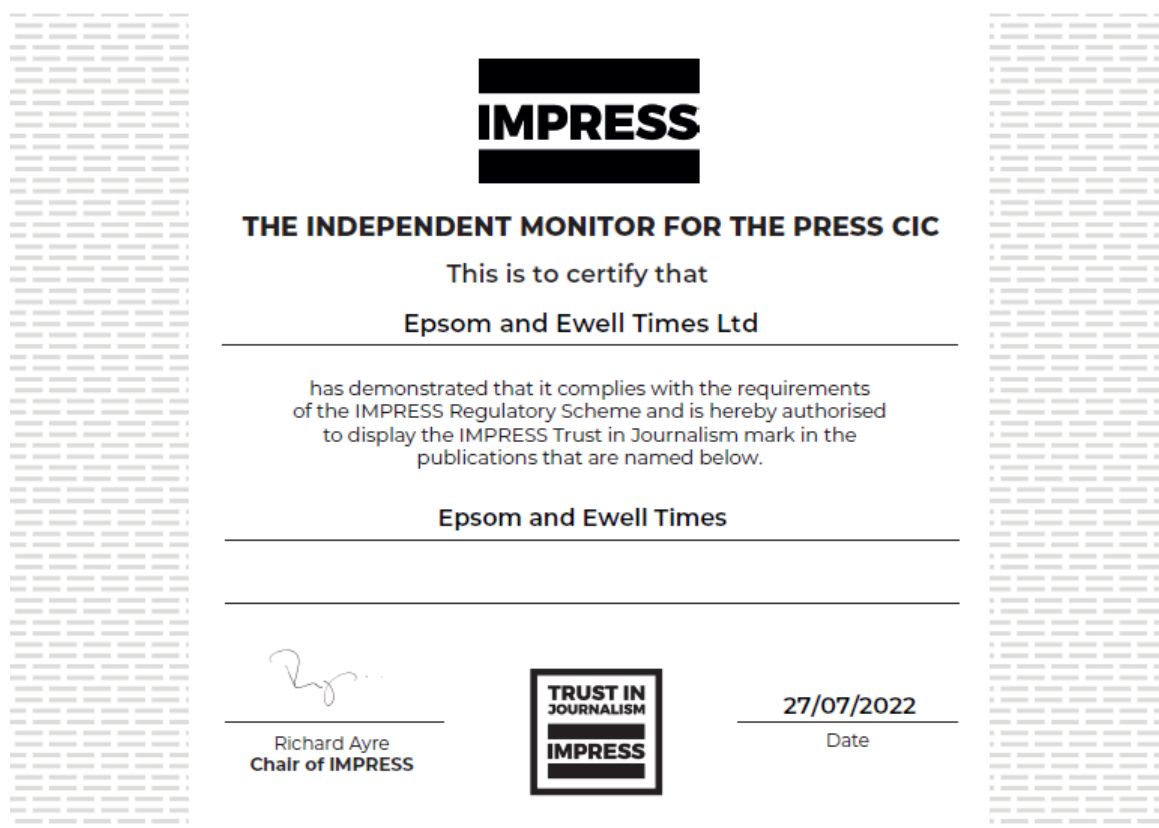 IMPRESS
THE INDEPENDENT MONITOR FOR THE PRESS CIC
This is to certify that
Epsom and Ewell Times Ltd
has demonstrated that it complies with the requirements
of the IMPRESS Regulatory Scheme and is hereby authorised
to display the IMPRESS Trust in Journalism mark in the
publications that are named below.
Epsom and Ewell Times
Richard Ayre
Chair of IMPRESS
TRUST IN
JOURNALISM
IMPRESS
27/07/2022
Date